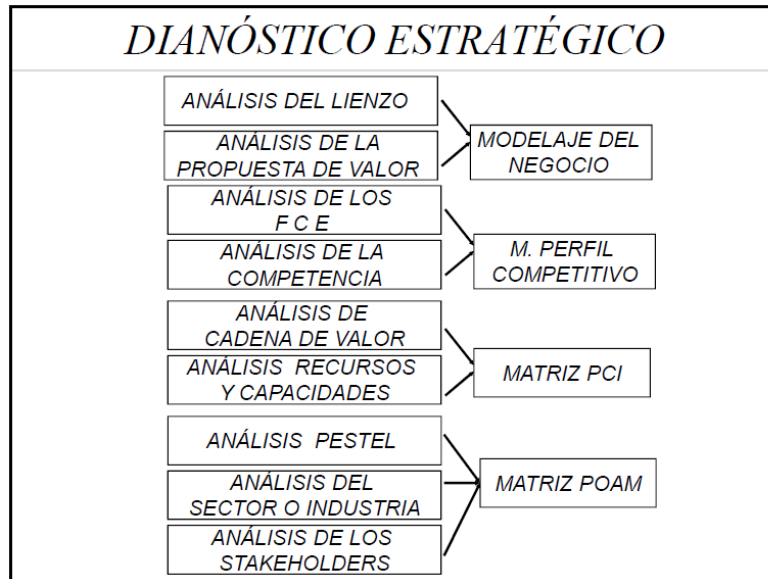 DIANÓSTICO ESTRATÉGICO
ANÁLISIS DEL LIENZO
ANÁLISIS DE LA
PROPUESTA DE VALOR
MODELAJE DEL
NEGOCIO
ANÁLISIS DE LOS
F C E
ANÁLISIS DE LA
COMPETENCIA
M. PERFIL
COMPETITIVO
ANÁLISIS DE
CADENA DE VALOR
ANÁLISIS RECURSOS
Y CAPACIDADES
MATRIZ PCI
ANÁLISIS PESTEL
ANÁLISIS DEL
SECTOR O INDUSTRIA
ANÁLISIS DE LOS
STAKEHOLDERS
MATRIZ POAM